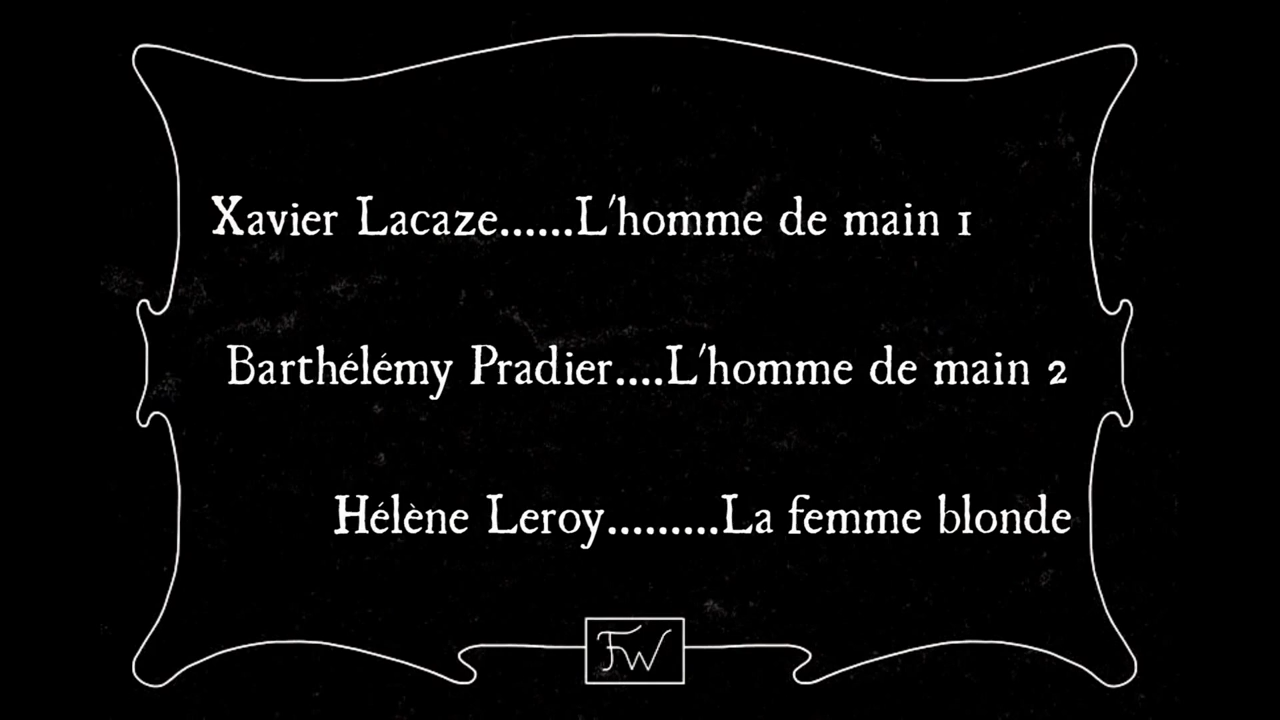 Xavier Lacaze......L'homme de main 1
Barthélémy Pradier....L'homme de main 2
Hélène Leroy.........La femme blonde
FW